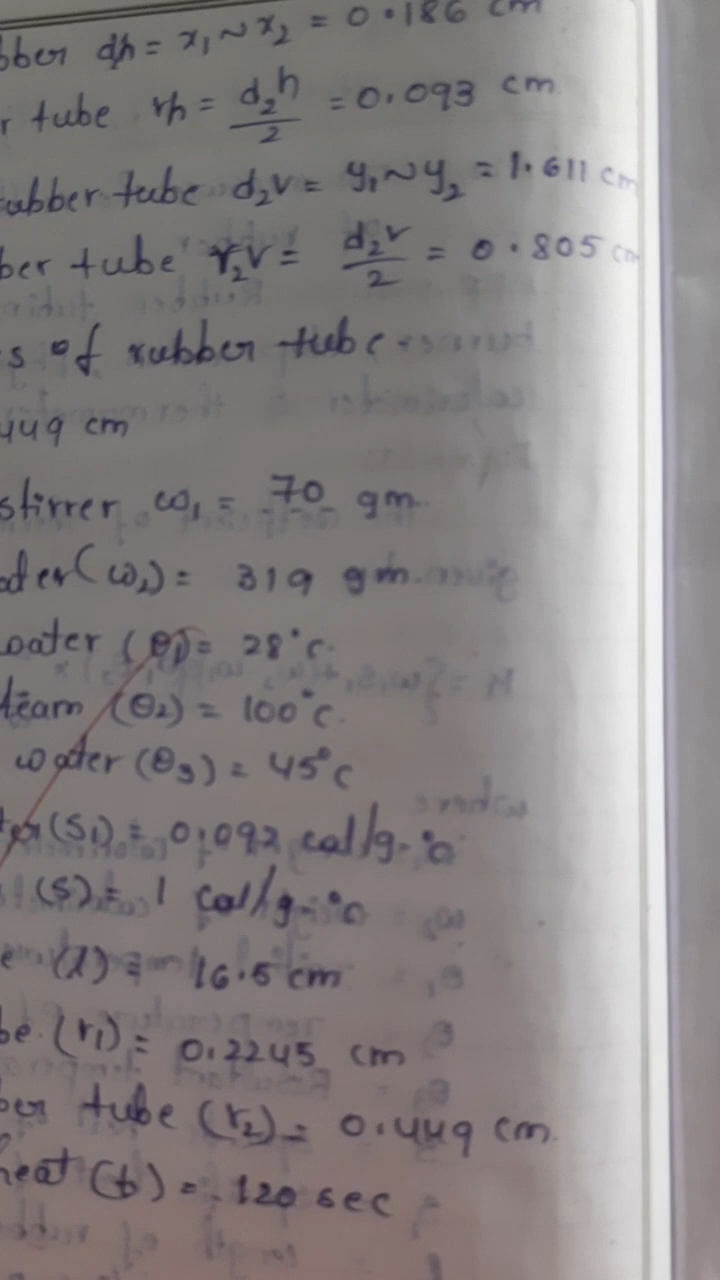 bber dh = x₁ ~ x₂ = 0.186 cm
r tube rh = d₂h/2 = 0.093 cm
ubber tube d₂v = y₁ ~ y₂ = 1.611 cm
ber tube r₂v = d₂v/2 = 0.805 cm
s of rubber tube
449 cm
stirrer ω₁ = 70 gm.
der (ω₂) = 319 gm.
water (θ₁) = 28°c.
team (θ₂) = 100°c.
water (θ₃) = 45°c
ter (S₁) = 0.092 cal/g-°c
(S) = 1 cal/g-°c
e (l) = 16.5 cm
be (r₁) = 0.2245 cm
ber tube (r₂) = 0.449 cm.
heat (t) = 120 sec